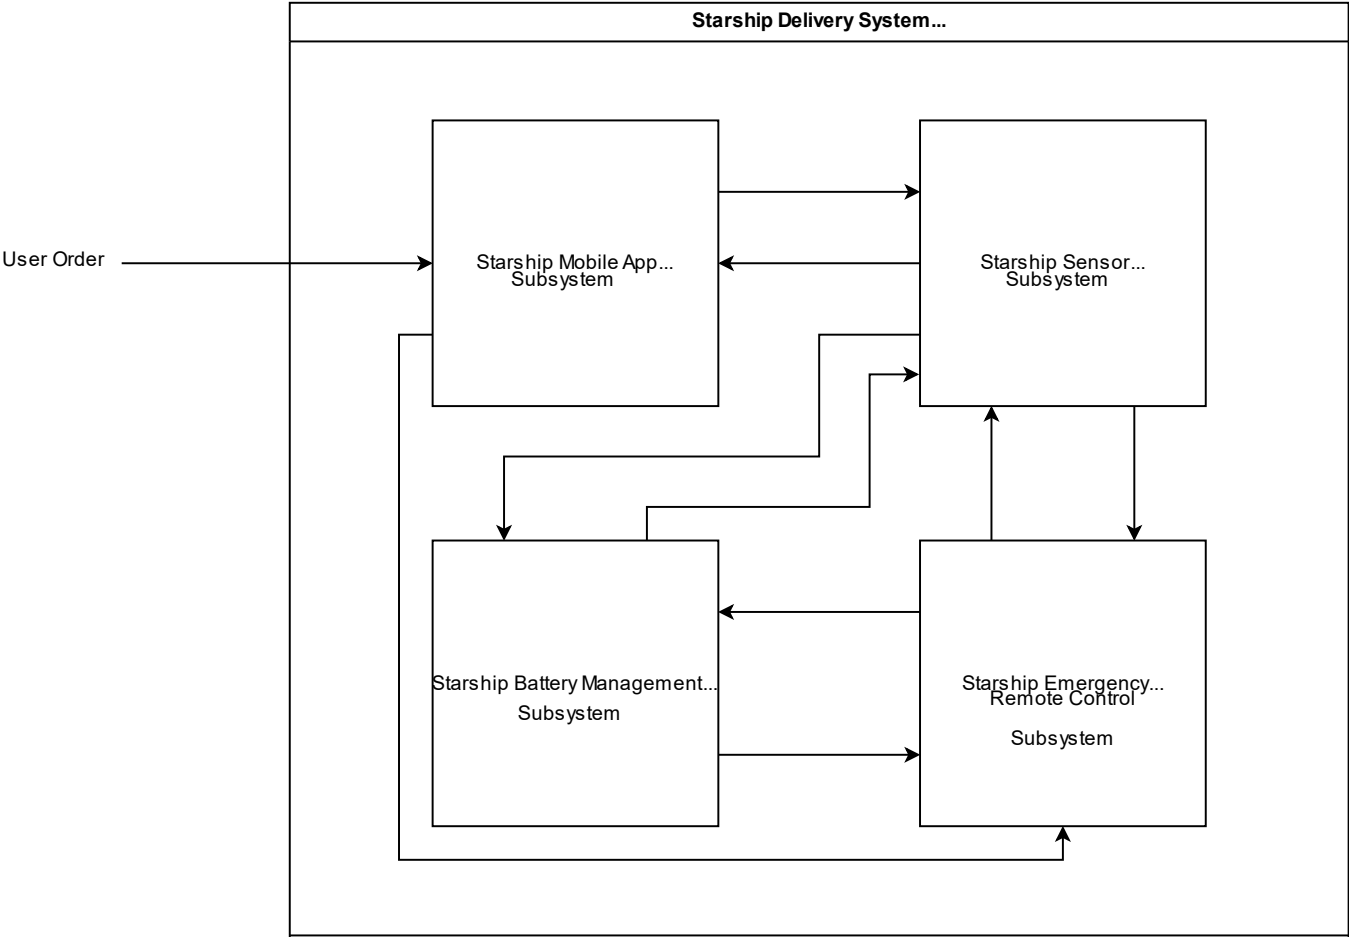 Starship Delivery System...
User Order
Starship Mobile App...
Subsystem
Starship Sensor...
Subsystem
Starship Battery Management...
Subsystem
Starship Emergency...
Remote Control
Subsystem